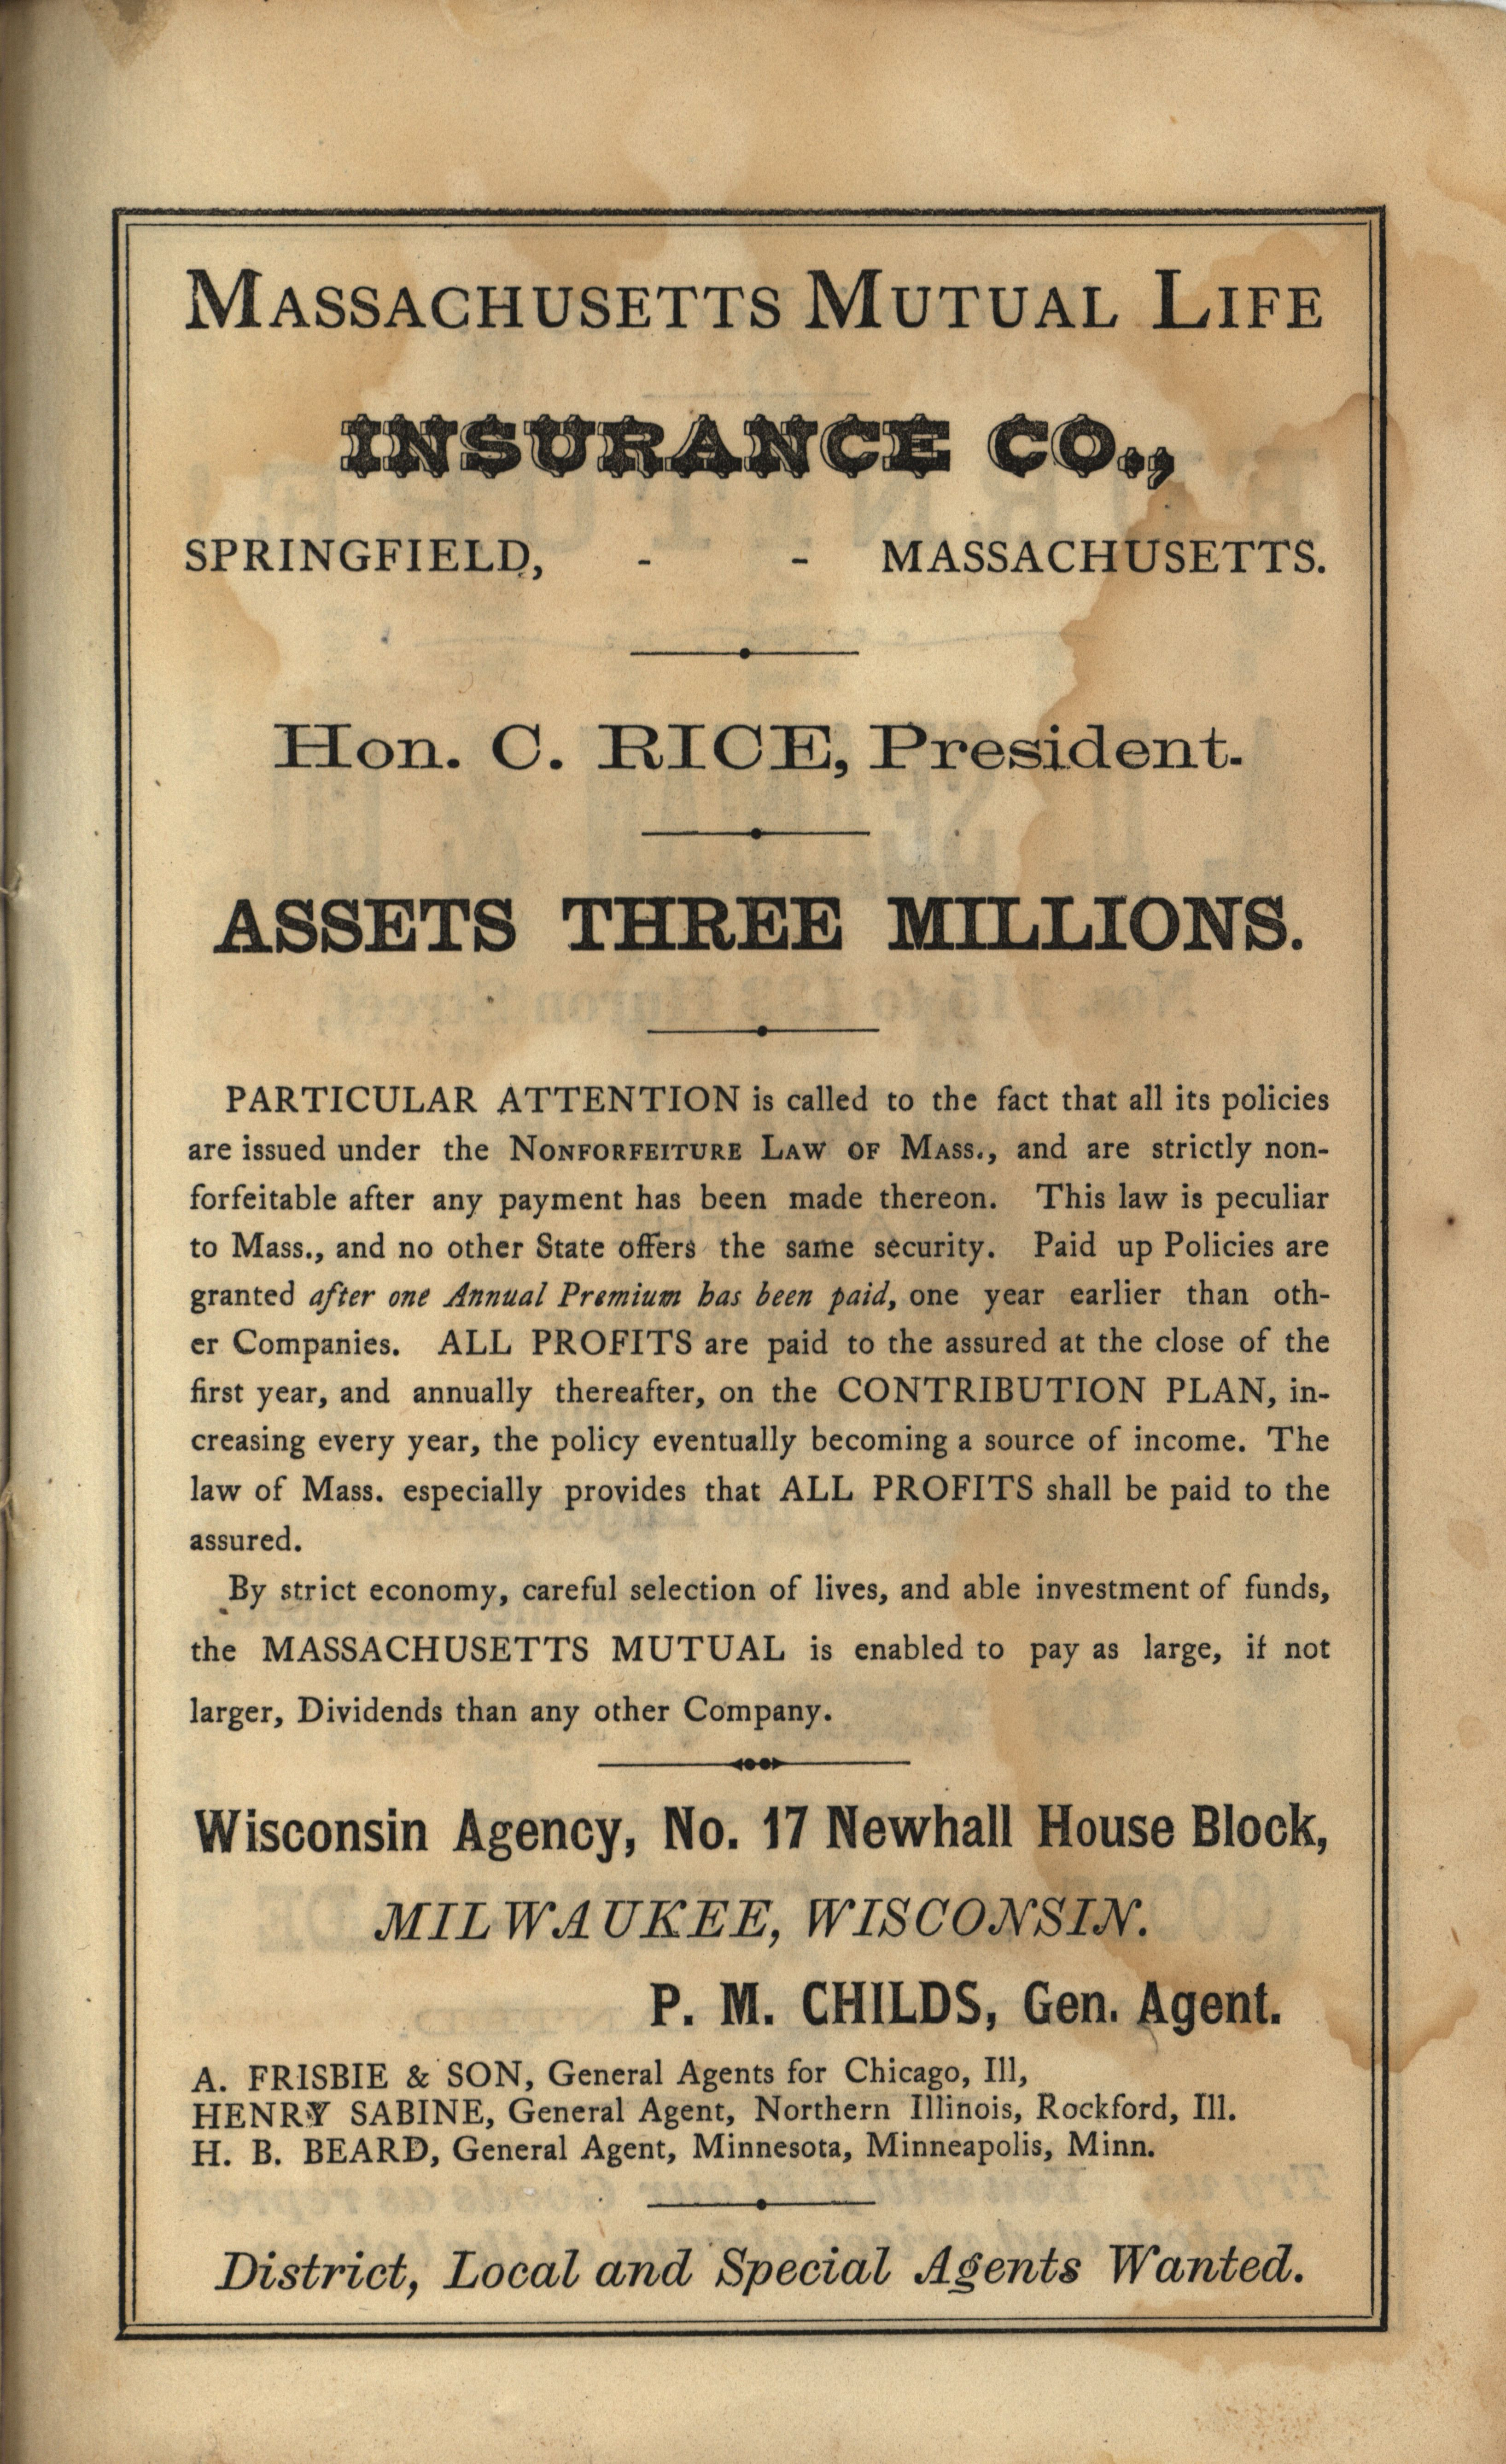 MASSACHUSETTS MUTUAL LIFE
INSURANCE CO.,
SPRINGFIELD, - - MASSACHUSETTS.
Hon. C. RICE, President.
ASSETS THREE MILLIONS.
PARTICULAR ATTENTION is called to the fact that all its policies
are issued under the NONFORFEITURE LAW OF MASS., and are strictly non-
forfeitable after any payment has been made thereon. This law is peculiar
to Mass., and no other State offers the same security. Paid up Policies are
granted after one Annual Premium has been paid, one year earlier than oth-
er Companies. ALL PROFITS are paid to the assured at the close of the
first year, and annually thereafter, on the CONTRIBUTION PLAN, in-
creasing every year, the policy eventually becoming a source of income. The
law of Mass. especially provides that ALL PROFITS shall be paid to the
assured.
By strict economy, careful selection of lives, and able investment of funds,
the MASSACHUSETTS MUTUAL is enabled to pay as large, if not
larger, Dividends than any other Company.
Wisconsin Agency, No. 17 Newhall House Block,
MILWAUKEE, WISCONSIN.
P. M. CHILDS, Gen. Agent.
A. FRISBIE & SON, General Agents for Chicago, Ill,
HENRY SABINE, General Agent, Northern Illinois, Rockford, Ill.
H. B. BEARD, General Agent, Minnesota, Minneapolis, Minn.
District, Local and Special Agents Wanted.